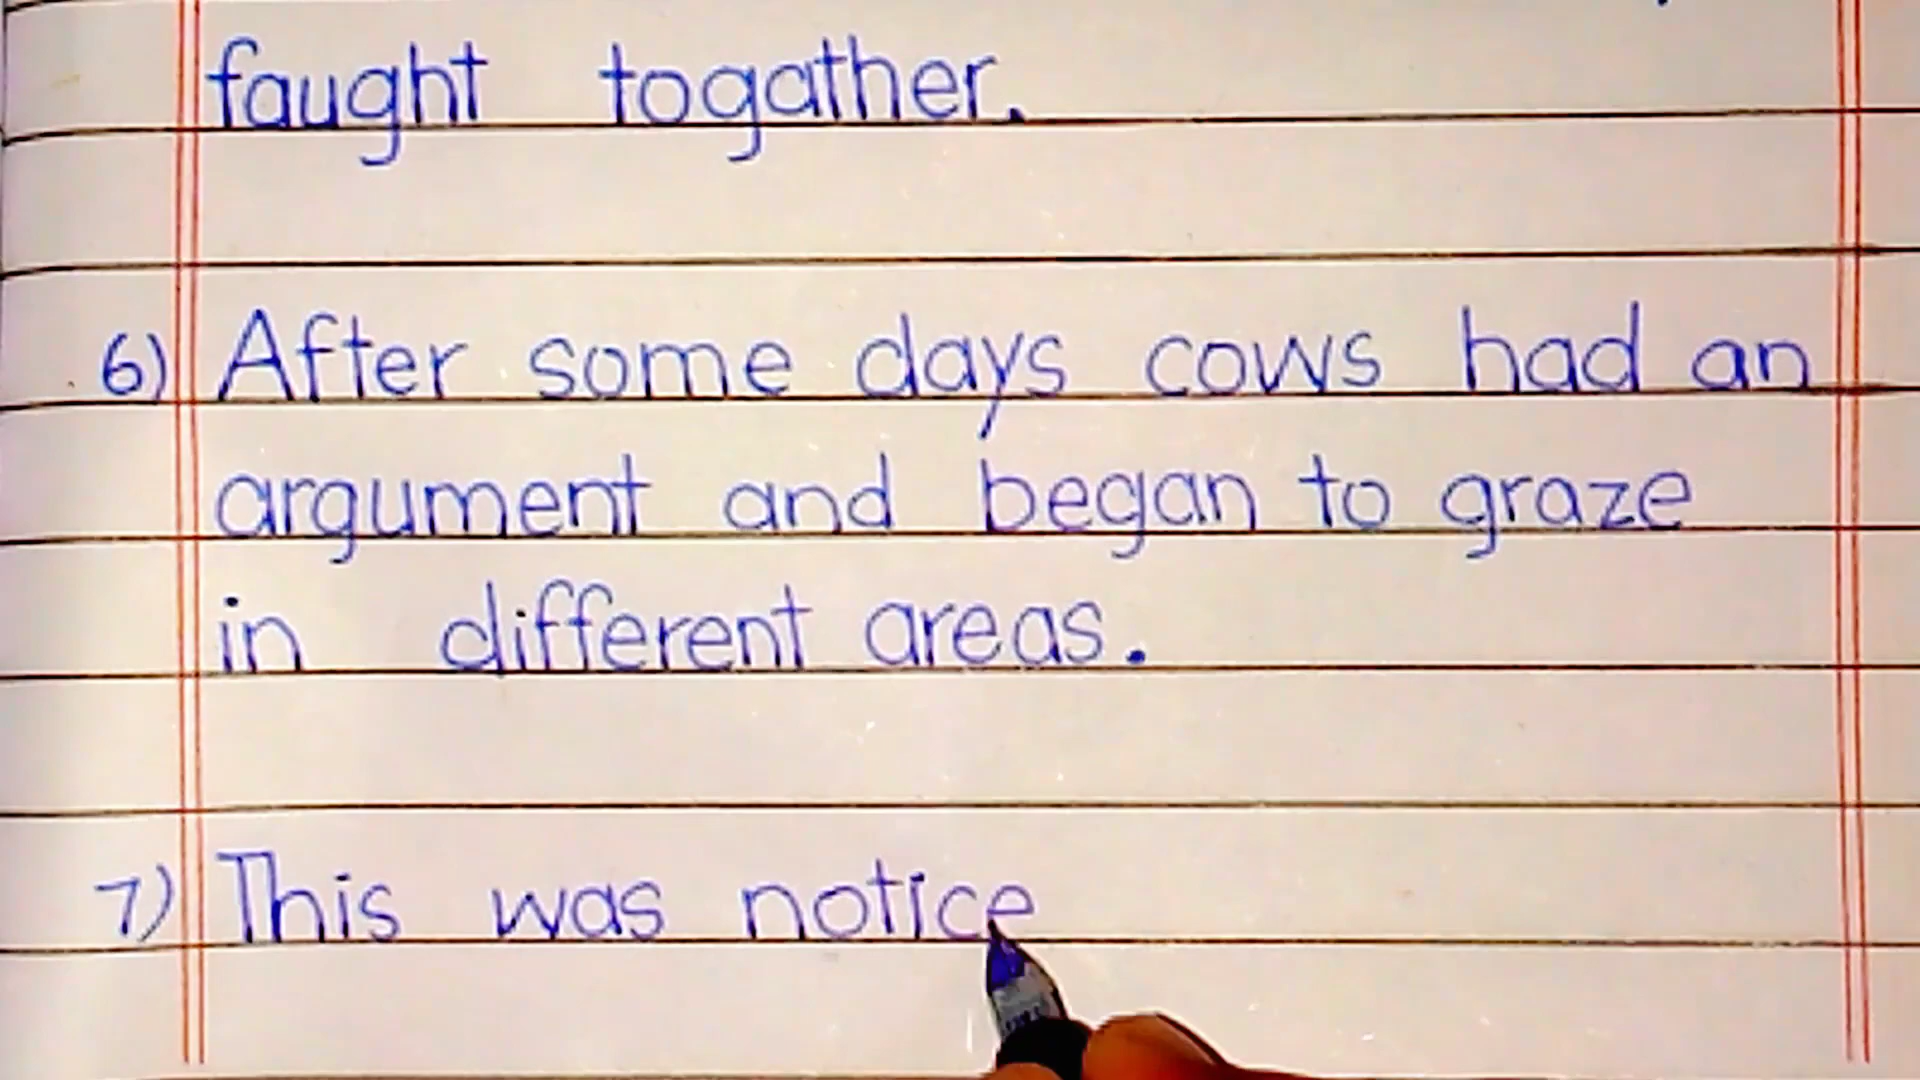 faught togather.
6) After some days cows had an
argument and began to graze
in different areas.
7) This was notice